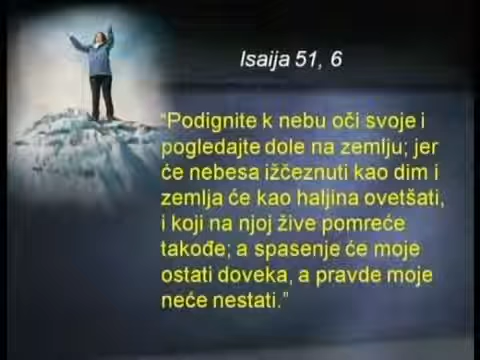 Isaija 51, 6
“Podignite k nebu oči svoje i
pogledajte dole na zemlju; jer
će nebesa ižčeznuti kao dim i
zemlja će kao haljina ovetšati,
i koji na njoj žive pomreće
takođe; a spasenje će moje
ostati doveka, a pravde moje
neće nestati.”